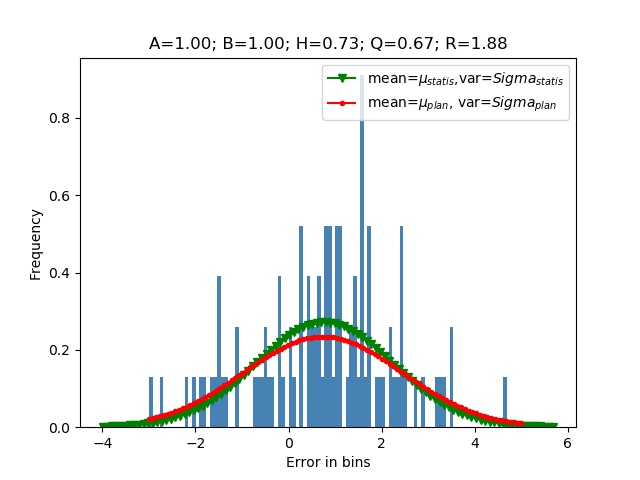 A=1.00; B=1.00; H=0.73; Q=0.67; R=1.88
mean=μstatis,var=Sigmastatis
mean=μplan, var=Sigmaplan
Frequency
0.8
0.6
0.4
0.2
0.0
−4 −2 0 2 4 6
Error in bins